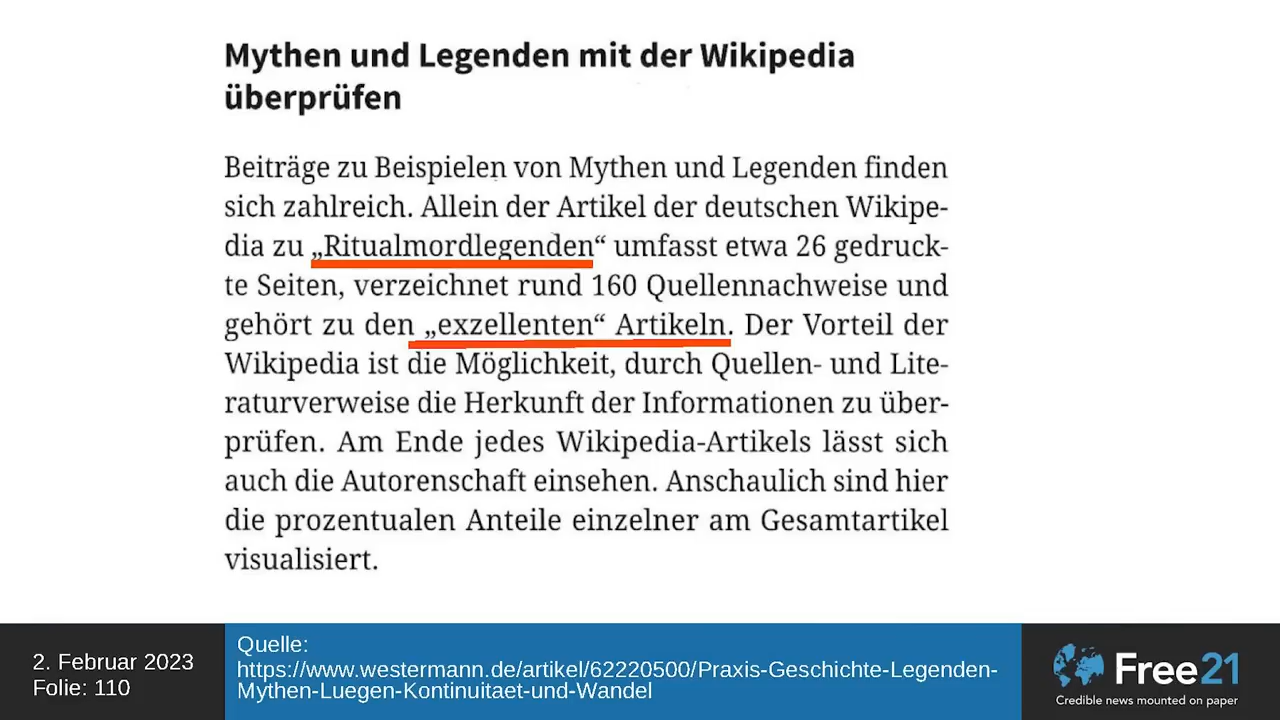 Mythen und Legenden mit der Wikipedia
überprüfen
Beiträge zu Beispielen von Mythen und Legenden finden
sich zahlreich. Allein der Artikel der deutschen Wikipe-
dia zu „Ritualmordlegenden“ umfasst etwa 26 gedruck-
te Seiten, verzeichnet rund 160 Quellennachweise und
gehört zu den „exzellenten“ Artikeln. Der Vorteil der
Wikipedia ist die Möglichkeit, durch Quellen- und Lite-
raturverweise die Herkunft der Informationen zu über-
prüfen. Am Ende jedes Wikipedia-Artikels lässt sich
auch die Autorenschaft einsehen. Anschaulich sind hier
die prozentualen Anteile einzelner am Gesamtartikel
visualisiert.
2. Februar 2023
Folie: 110
Quelle:
https://www.westermann.de/artikel/62220500/Praxis-Geschichte-Legenden-
Mythen-Luegen-Kontinuitaet-und-Wandel
Free21
Credible news mounted on paper